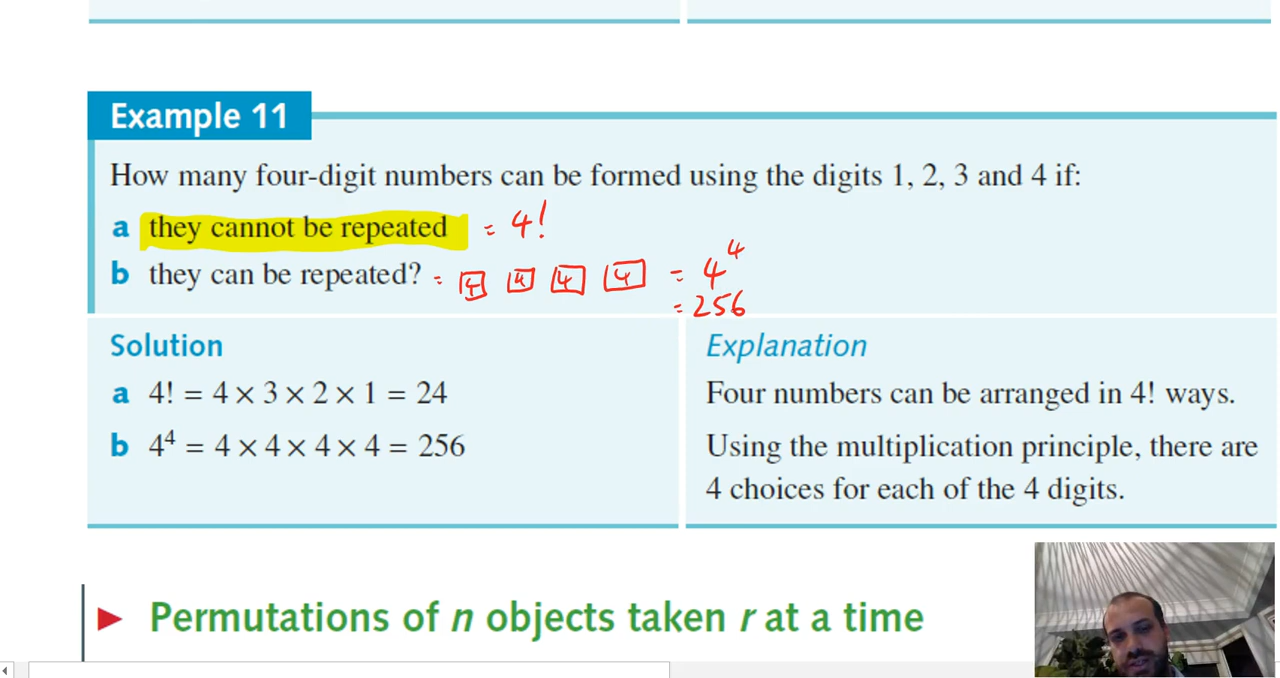 Example 11
How many four-digit numbers can be formed using the digits 1, 2, 3 and 4 if:
a they cannot be repeated = 4!
b they can be repeated? = 4 4 4 4 = 4⁴
= 256
Solution
a 4! = 4 × 3 × 2 × 1 = 24
b 4⁴ = 4 × 4 × 4 × 4 = 256
Explanation
Four numbers can be arranged in 4! ways.
Using the multiplication principle, there are
4 choices for each of the 4 digits.
► Permutations of n objects taken r at a time